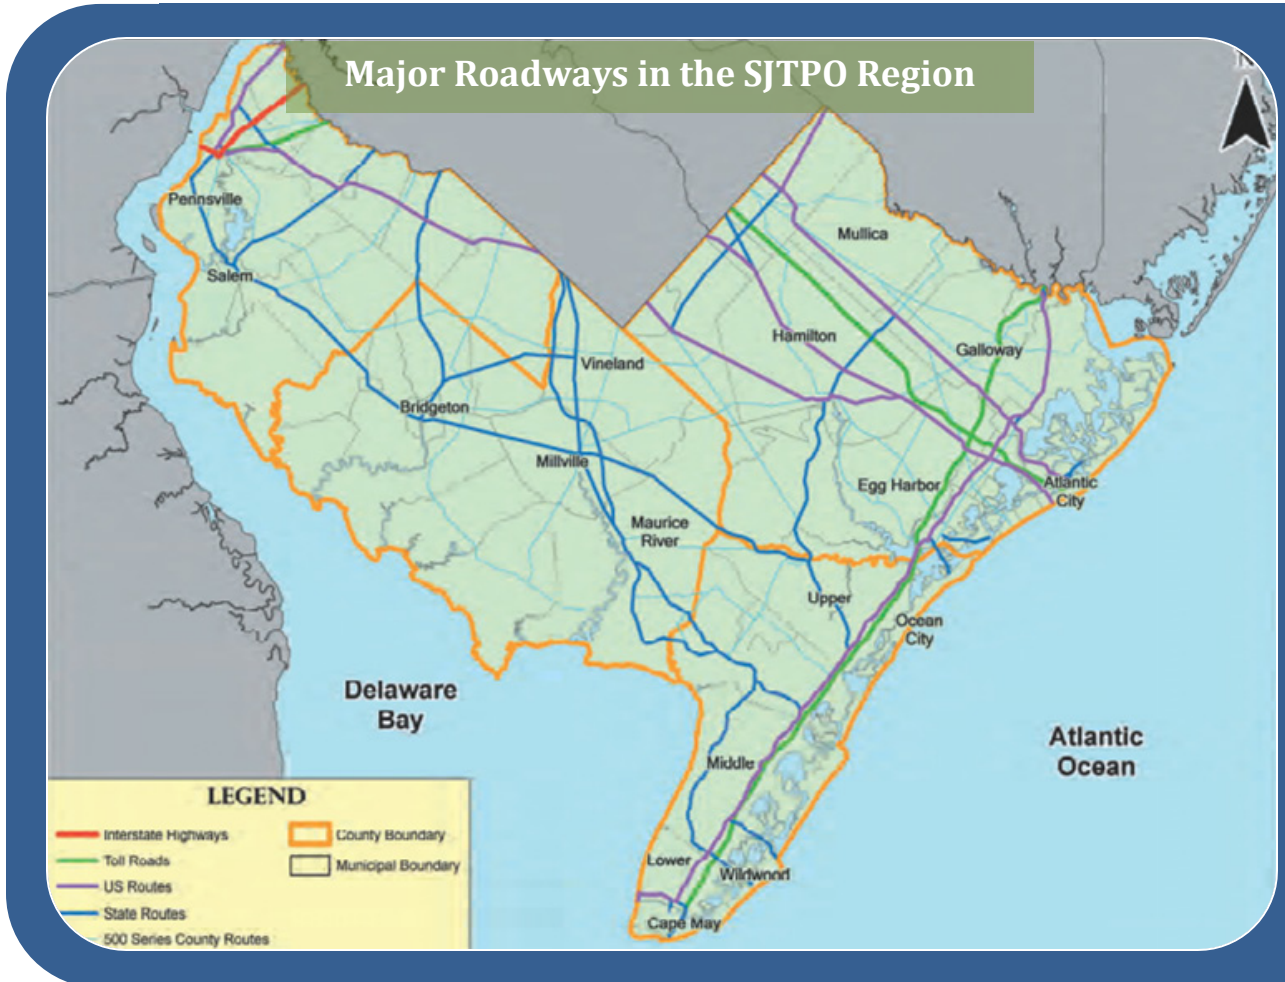 Major Roadways in the SJTPO Region
N
Pennsville
Mullica
Salem
Hamilton
Galloway
Vineland
Bridgeton
Millville
Egg Harbor
Atlantic
City
Maurice
River
Upper
Ocean
City
Delaware
Bay
Atlantic
Ocean
Middle
Lower
Wildwood
Cape May
LEGEND
Interstate Highways
Toll Roads
US Routes
State Routes
500 Series County Routes
County Boundary
Municipal Boundary